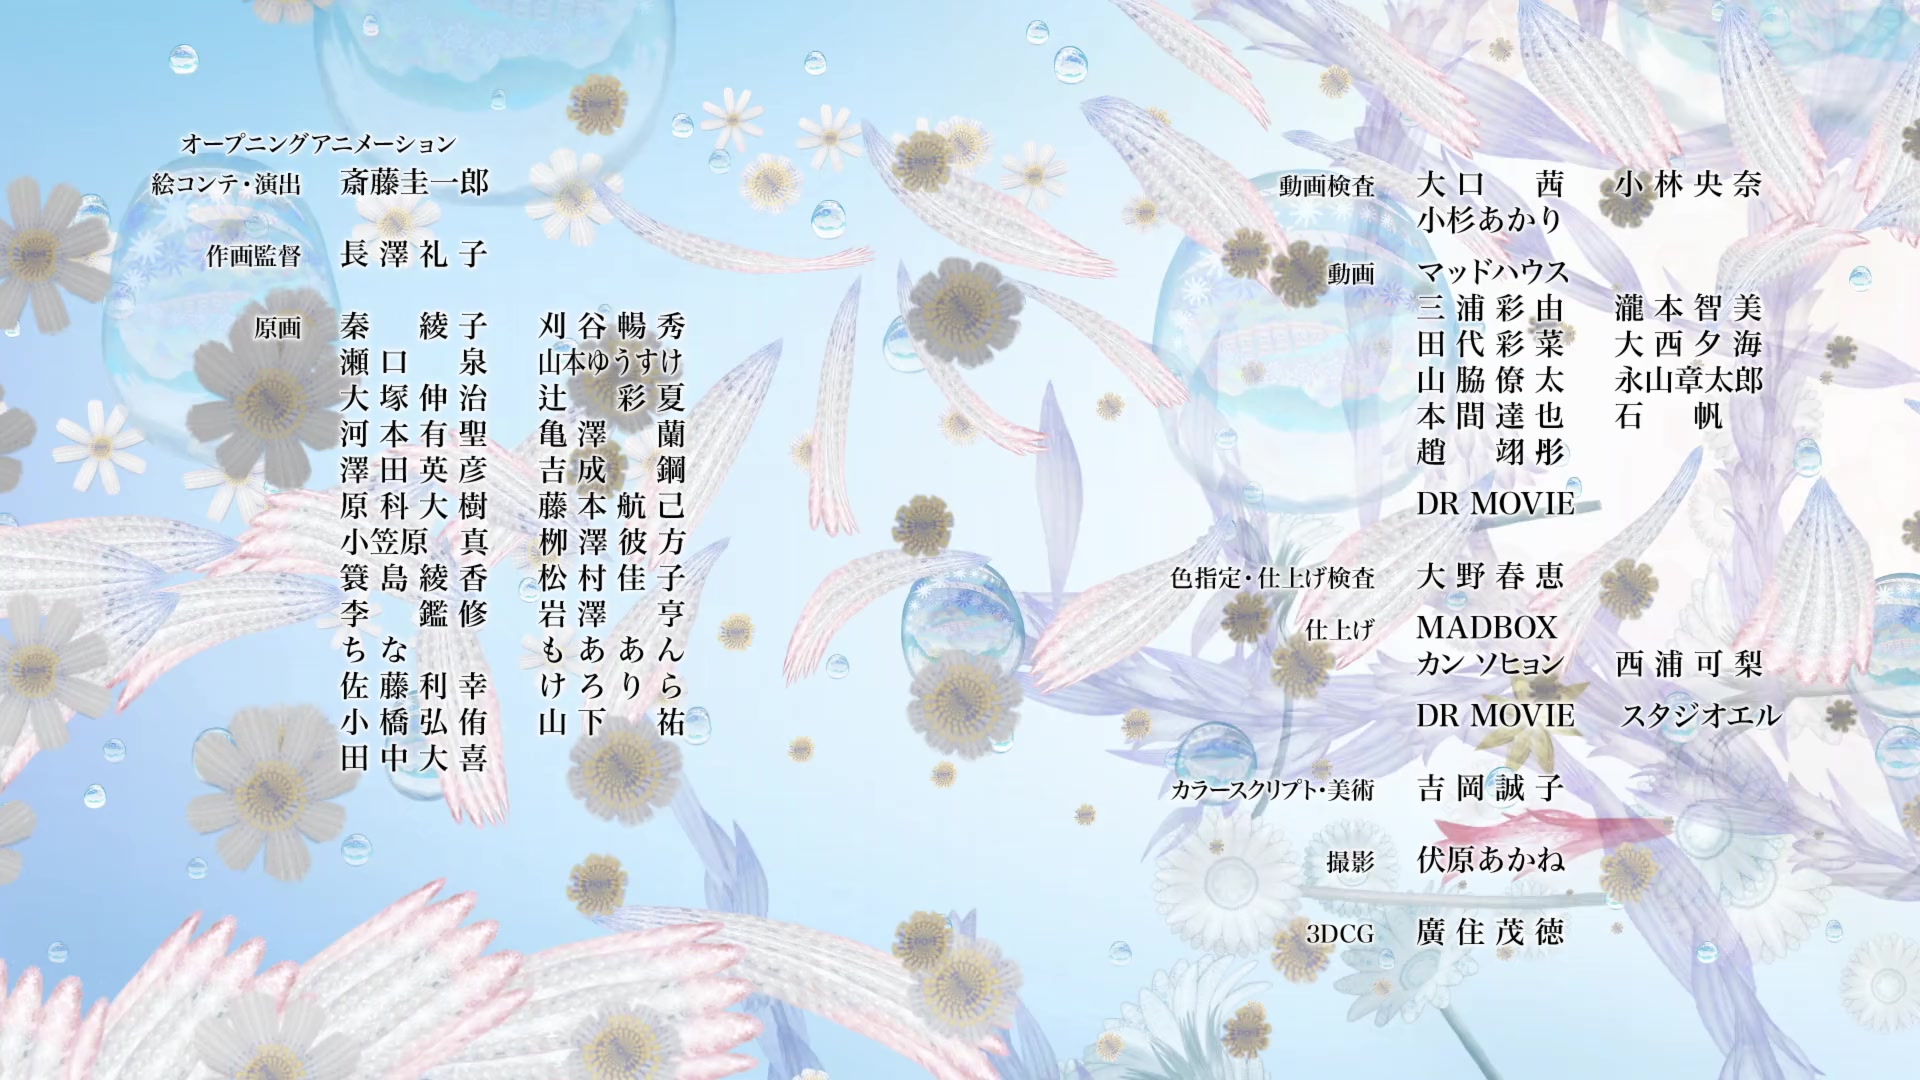 オープニングアニメーション
絵コンテ・演出 斎藤圭一郎
作画監督 長澤礼子
原画 秦綾子 刈谷暢秀
瀬口泉 山本ゆうすけ
大塚伸治 辻彩夏
河本有聖 亀澤蘭
澤田英彦 吉成鋼
原科大樹 藤本航己
小笠原真 栁澤彼方
簑島綾香 松村佳子
李鑑修 岩澤亨
ちな もああん
佐藤利幸 けろりら
小橋弘侑 山下祐
田中大喜
動画検査 大口茜 小林央奈
小杉あかり
動画 マッドハウス
三浦彩由 瀧本智美
田代彩菜 大西夕海
山脇僚太 永山章太郎
本間達也 石帆
趙翊彤
DR MOVIE
色指定・仕上げ検査 大野春恵
仕上げ MADBOX
カン ソヒョン 西浦可梨
DR MOVIE スタジオエル
カラースクリプト・美術 吉岡誠子
撮影 伏原あかね
3DCG 廣住茂徳